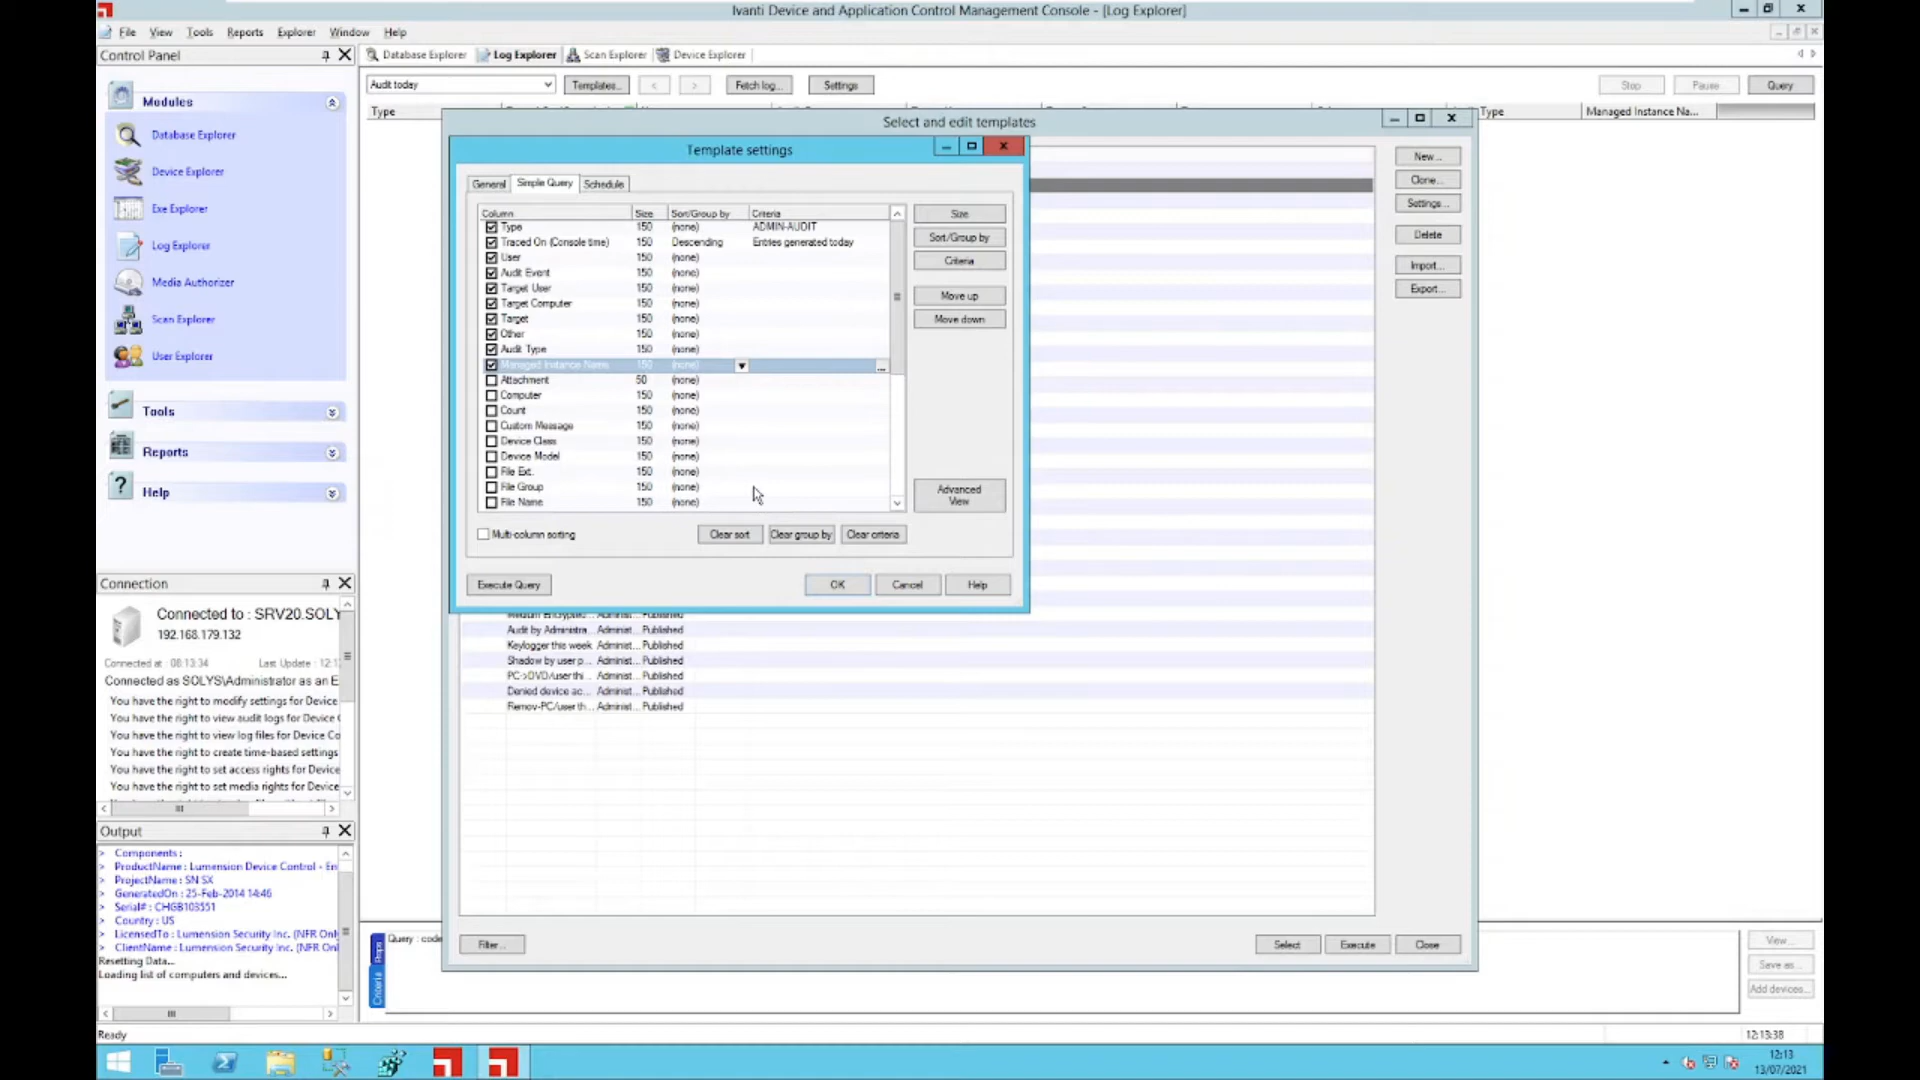 Ivanti Device and Application Control Management Console - [Log Explorer]
File View Tools Reports Explorer Window Help
Control Panel
Database Explorer Log Explorer Scan Explorer Device Explorer
Modules
Database Explorer
Device Explorer
Exe Explorer
Log Explorer
Media Authorizer
Scan Explorer
User Explorer
Tools
Reports
Help
Audit today Templates... < > Fetch log... Settings Stop Pause Query
Type Type Managed Instance Na...
Select and edit templates
Template settings
General Simple Query Schedule
Column Size Sort/Group by Criteria
Type 150 (none) ADMIN-AUDIT
Traced On (Console time) 150 Descending Entries generated today
User 150 (none)
Audit Event 150 (none)
Target User 150 (none)
Target Computer 150 (none)
Target 150 (none)
Other 150 (none)
Audit Type 150 (none)
Managed Instance Name 150 (none) ...
Attachment 50 (none)
Computer 150 (none)
Count 150 (none)
Custom Message 150 (none)
Device Class 150 (none)
Device Model 150 (none)
File Ext. 150 (none)
File Group 150 (none)
File Name 150 (none)
Size
Sort/Group by
Criteria
Move up
Move down
Advanced View
Multi-column sorting Clear sort Clear group by Clear criteria
Execute Query OK Cancel Help
New...
Clone...
Settings...
Delete
Import...
Export...
Medium Encrypted... Administ... Published
Audit by Administra... Administ... Published
Keylogger this week Administ... Published
Shadow by user p... Administ... Published
PC->DVD/user thi... Administ... Published
Denied device ac... Administ... Published
Remov-PC/user th... Administ... Published
Filter... Select Execute Close
Connection
Connected to : SRV20.SOLY
192.168.179.132
Connected at : 08:13:34 Last Update : 12:1
Connected as SOLYS\Administrator as an E
You have the right to modify settings for Device
You have the right to view audit logs for Device C
You have the right to view log files for Device Co
You have the right to create time-based settings
You have the right to set access rights for Device
You have the right to set media rights for Device
Output
> Components :
> ProductName : Lumension Device Control - En
> ProjectName : SN SX
> GeneratedOn : 25-Feb-2014 14:46
> Serial# : CHGB103551
> Country : US
> LicensedTo : Lumension Security Inc. (NFR Onl
> ClientName : Lumension Security Inc. (NFR Onl
Resetting Data...
Loading list of computers and devices...
Props
Criteria
Query : code
View...
Save as...
Add devices...
Ready 12:13:38
12:13
13/07/2021